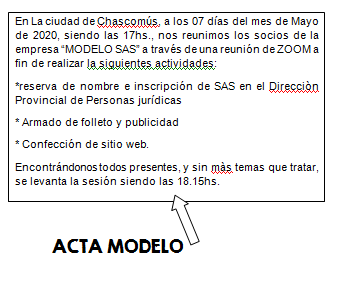 En La ciudad de Chascomús, a los 07 días del mes de Mayo
de 2020, siendo las 17hs., nos reunimos los socios de la
empresa “MODELO SAS” a través de una reunión de ZOOM a
fin de realizar la siguientes actividades:
*reserva de nombre e inscripción de SAS en el Direcciòn
Provincial de Personas jurídicas
* Armado de folleto y publicidad
* Confección de sitio web.
Encontrándonos todos presentes, y sin màs temas que tratar,
se levanta la sesión siendo las 18.15hs.
ACTA MODELO